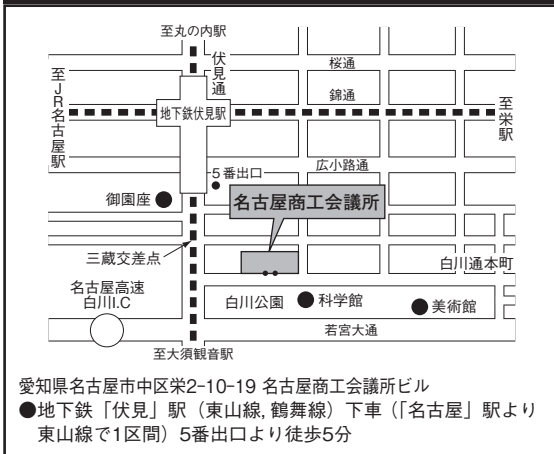 至丸の内駅
伏見通
桜通
錦通
至JR名古屋駅
地下鉄伏見駅
至栄駅
広小路通
5番出口
御園座
名古屋商工会議所
三蔵交差点
白川通本町
名古屋高速
白川I.C
白川公園
科学館
美術館
若宮大通
至大須観音駅
愛知県名古屋市中区栄2-10-19 名古屋商工会議所ビル
●地下鉄「伏見」駅（東山線,鶴舞線）下車（「名古屋」駅より
東山線で1区間）5番出口より徒歩5分